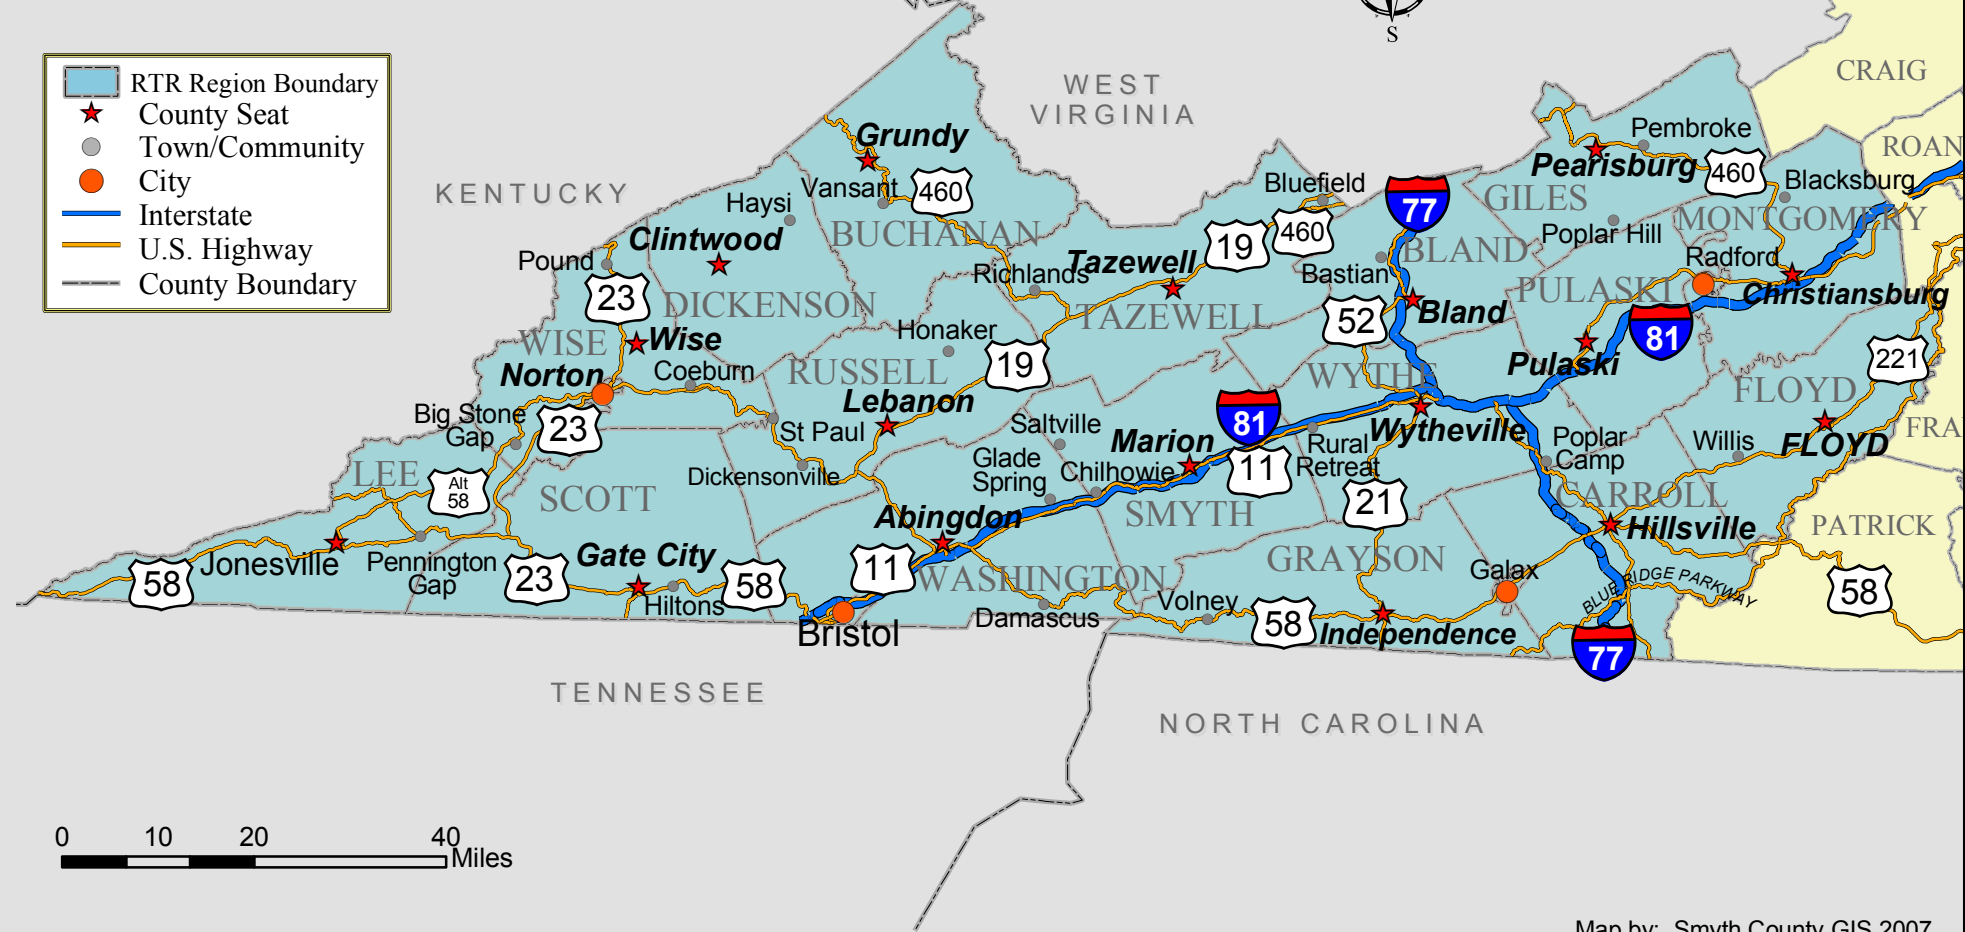 S
RTR Region Boundary
County Seat
Town/Community
City
Interstate
U.S. Highway
County Boundary
WEST
VIRGINIA
KENTUCKY
TENNESSEE
NORTH CAROLINA
CRAIG
ROAN
FRA
PATRICK
Grundy
Vansant
460
BUCHANAN
Haysi
Clintwood
DICKENSON
Pound
23
WISE
Wise
Norton
Coeburn
Big Stone
Gap
23
LEE
Alt
58
SCOTT
Jonesville
58
Pennington
Gap
23
Gate City
Hiltons
58
Bristol
Richlands
Tazewell
TAZEWELL
19
460
Bluefield
Honaker
RUSSELL
Lebanon
19
St Paul
Dickensonville
Abingdon
11
WASHINGTON
Damascus
Glade
Spring
Saltville
Chilhowie
Marion
SMYTH
81
11
Rural
Retreat
77
BLAND
Bastian
Bland
52
WYTHE
Wytheville
21
GRAYSON
Volney
58
Independence
Galax
GILES
Pembroke
Pearisburg
460
Poplar Hill
Blacksburg
MONTGOMERY
Radford
Christiansburg
PULASKI
81
Pulaski
221
FLOYD
FLOYD
Willis
Poplar
Camp
CARROLL
Hillsville
BLUE RIDGE PARKWAY
77
58
0 10 20 40
Miles
Map by: Smyth County GIS 2007